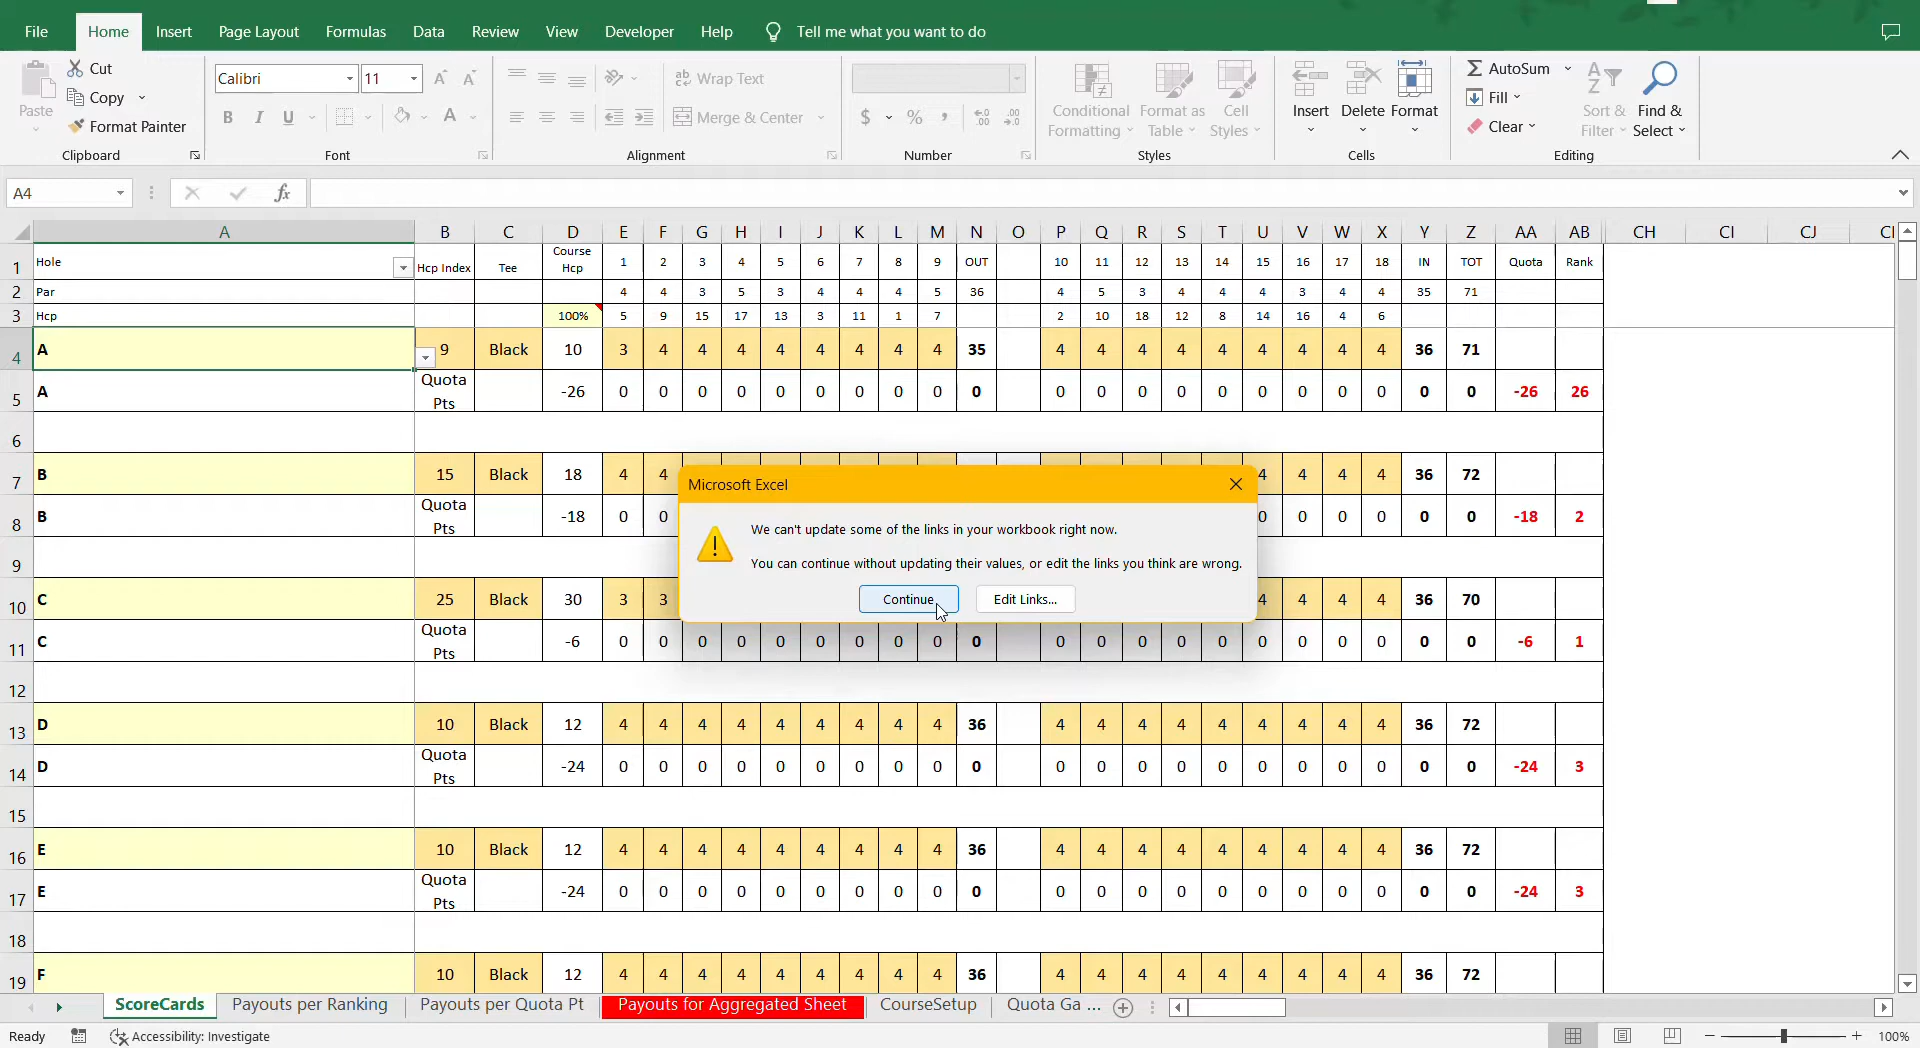 File Home Insert Page Layout Formulas Data Review View Developer Help Tell me what you want to do
Paste Cut Calibri 11 Wrap Text AutoSum
Copy Conditional Formatting Format as Table Cell Styles Insert Delete Format Fill Sort & Filter Find & Select
Format Painter B I U A Merge & Center $ % , Clear
Clipboard Font Alignment Number Styles Cells Editing
A4 fx
A B C D E F G H I J K L M N O P Q R S T U V W X Y Z AA AB CH CI CJ
1 Hole Hcp Index Tee Course Hcp 1 2 3 4 5 6 7 8 9 OUT 10 11 12 13 14 15 16 17 18 IN TOT Quota Rank
2 Par 4 4 3 5 3 4 4 4 5 36 4 5 3 4 4 4 3 4 4 35 71
3 Hcp 100% 5 9 15 17 13 3 11 1 7 2 10 18 12 8 14 16 4 6
4 A 9 Black 10 3 4 4 4 4 4 4 4 4 35 4 4 4 4 4 4 4 4 4 36 71
5 A Quota Pts -26 0 0 0 0 0 0 0 0 0 0 0 0 0 0 0 0 0 0 0 0 0 -26 26
6
7 B 15 Black 18 4 4 4 4 4 4 36 72
8 B Quota Pts -18 0 0 0 0 0 0 0 0 -18 2
9
10 C 25 Black 30 3 3 4 4 4 4 36 70
11 C Quota Pts -6 0 0 0 0 0 0 0 0 0 0 0 0 0 0 0 0 0 0 0 0 0 -6 1
12
13 D 10 Black 12 4 4 4 4 4 4 4 4 4 36 4 4 4 4 4 4 4 4 4 36 72
14 D Quota Pts -24 0 0 0 0 0 0 0 0 0 0 0 0 0 0 0 0 0 0 0 0 0 -24 3
15
16 E 10 Black 12 4 4 4 4 4 4 4 4 4 36 4 4 4 4 4 4 4 4 4 36 72
17 E Quota Pts -24 0 0 0 0 0 0 0 0 0 0 0 0 0 0 0 0 0 0 0 0 0 -24 3
18
19 F 10 Black 12 4 4 4 4 4 4 4 4 4 36 4 4 4 4 4 4 4 4 4 36 72
Microsoft Excel
We can't update some of the links in your workbook right now.
You can continue without updating their values, or edit the links you think are wrong.
Continue Edit Links...
ScoreCards Payouts per Ranking Payouts per Quota Pt Payouts for Aggregated Sheet CourseSetup Quota Ga ...
Ready Accessibility: Investigate 100%